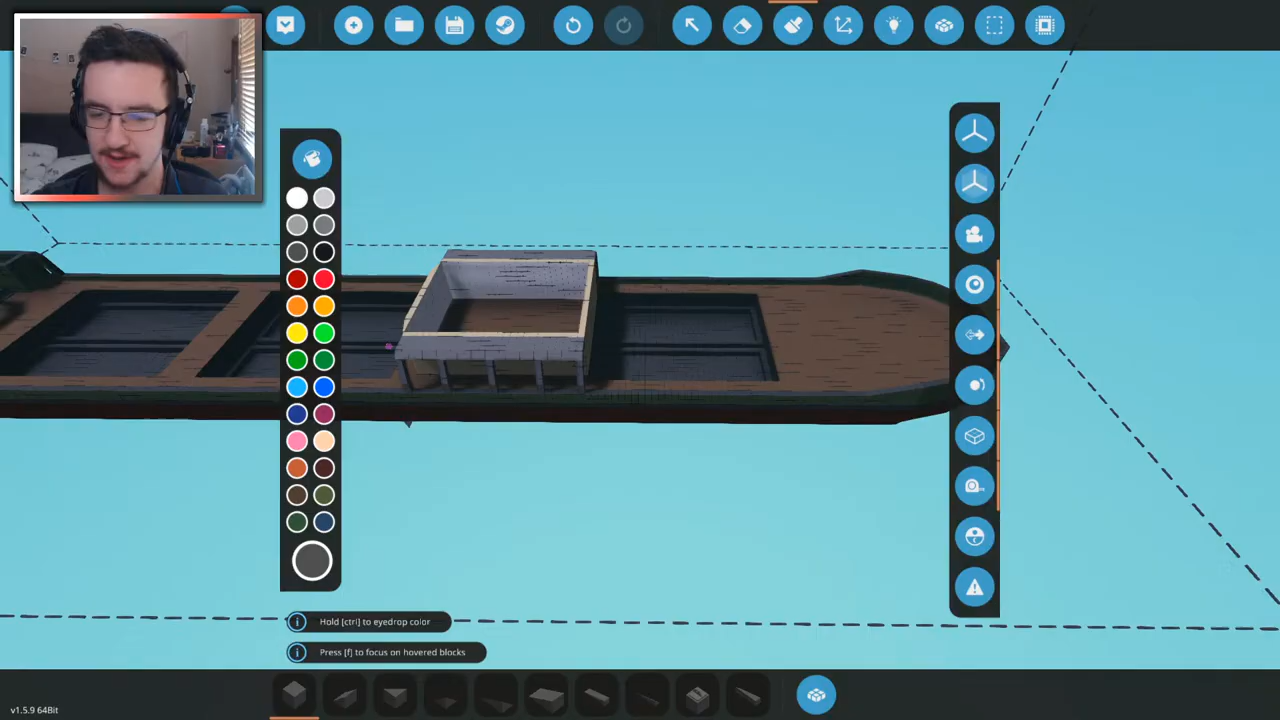 Hold [ctrl] to eyedrop color
Press [f] to focus on hovered blocks
v1.5.9 64Bit